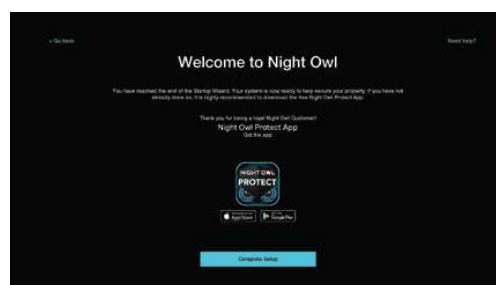 < Go Back
Need help?
Welcome to Night Owl
You have reached the end of the Startup Wizard. Your system is now ready to help secure your property. If you have not
already done so, it is highly recommended to download the free Night Owl Protect App.
Thank you for being a loyal Night Owl Customer!
Night Owl Protect App
Get the app
NIGHT OWL
PROTECT
App Store
Google Play
Complete Setup